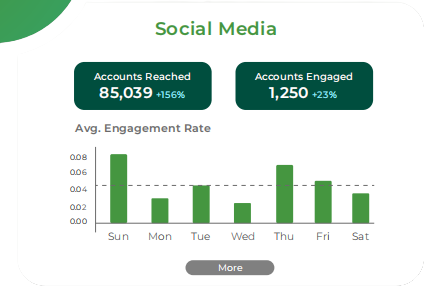 Social Media
Accounts Reached
85,039 +156%
Accounts Engaged
1,250 +23%
Avg. Engagement Rate
0.08
0.06
0.04
0.02
0.00
Sun Mon Tue Wed Thu Fri Sat
More